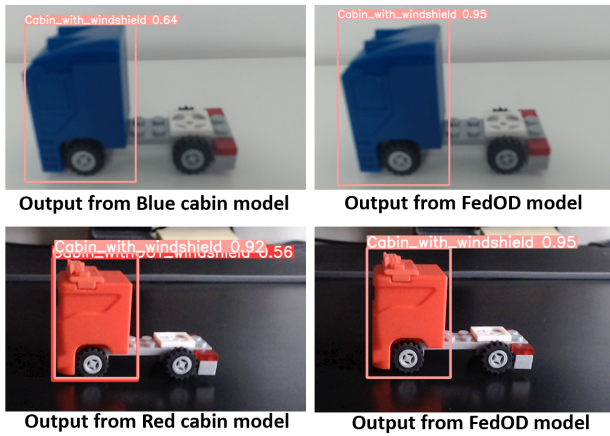 Cabin_with_windshield 0.64
Cabin_with_windshield 0.95
Output from Blue cabin model
Output from FedOD model
Cabin_with_windshield 0.92
Cabin_without_windshield 0.56
Cabin_with_windshield 0.95
Output from Red cabin model
Output from FedOD model